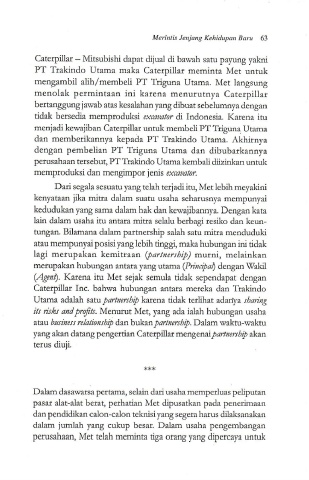 Merintis Jenjang Kehidupan Baru 63
Caterpillar – Mitsubishi dapat dijual di bawah satu payung yakni
PT Trakindo Utama maka Caterpillar meminta Met untuk
mengambil alih/membeli PT Triguna Utama. Met langsung
menolak permintaan ini karena menurutnya Caterpillar
bertanggung jawab atas kesalahan yang dibuat sebelumnya dengan
tidak bersedia memproduksi excavator di Indonesia. Karena itu
menjadi kewajiban Caterpillar untuk membeli PT Triguna Utama
dan memberikannya kepada PT Trakindo Utama. Akhirnya
dengan pembelian PT Triguna Utama dan dibubarkannya
perusahaan tersebut, PT Trakindo Utama kembali diizinkan untuk
memproduksi dan mengimpor jenis excavator.
Dari segala sesuatu yang telah terjadi itu, Met lebih meyakini
kenyataan jika mitra dalam suatu usaha seharusnya mempunyai
kedudukan yang sama dalam hak dan kewajibannya. Dengan kata
lain dalam usaha itu antara mitra selalu berbagi resiko dan keun-
tungan. Bilamana dalam partnership salah satu mitra menduduki
atau mempunyai posisi yang lebih tinggi, maka hubungan ini tidak
lagi merupakan kemitraan (partnership) murni, melainkan
merupakan hubungan antara yang utama (Principal) dengan Wakil
(Agent). Karena itu Met sejak semula tidak sependapat dengan
Caterpillar Inc. bahwa hubungan antara mereka dan Trakindo
Utama adalah satu partnership karena tidak terlihat adanya sharing
its risks and profits. Menurut Met, yang ada ialah hubungan usaha
atau business relationship dan bukan partnership. Dalam waktu-waktu
yang akan datang pengertian Caterpillar mengenai partnership akan
terus diuji.
***
Dalam dasawarsa pertama, selain dari usaha memperluas peliputan
pasar alat-alat berat, perhatian Met dipusatkan pada penerimaan
dan pendidikan calon-calon teknisi yang segera harus dilaksanakan
dalam jumlah yang cukup besar. Dalam usaha pengembangan
perusahaan, Met telah meminta tiga orang yang dipercaya untuk